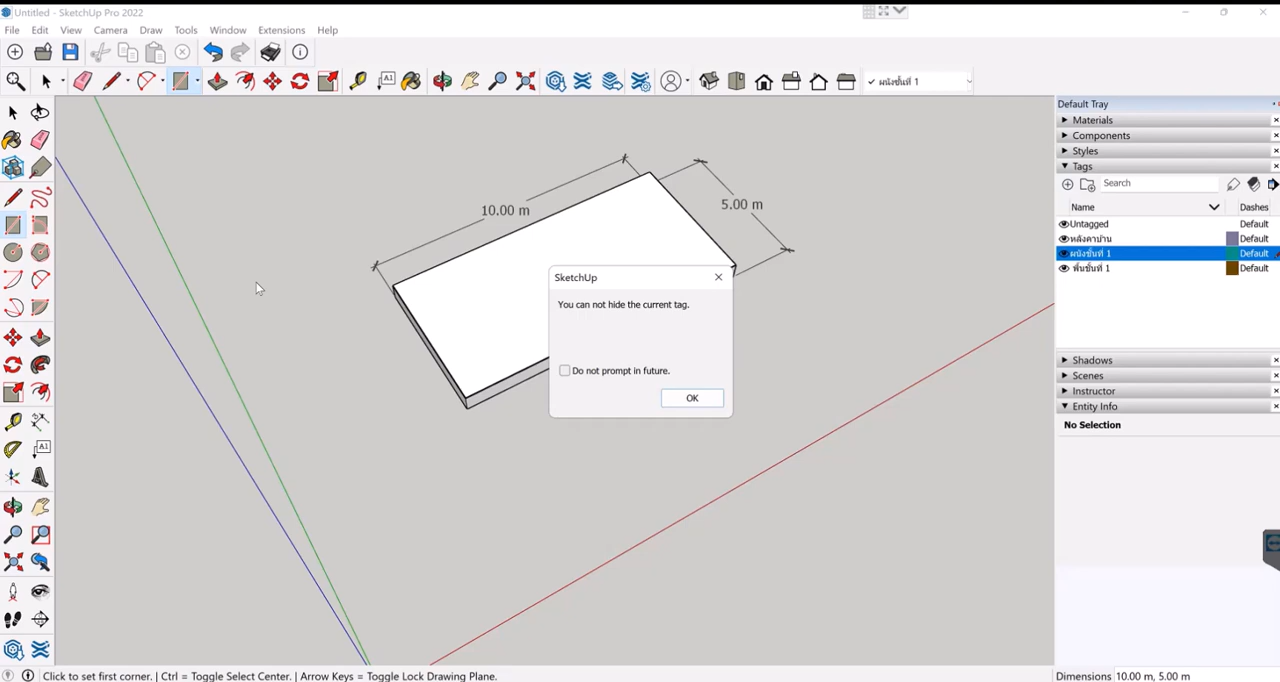 Untitled - SketchUp Pro 2022
File Edit View Camera Draw Tools Window Extensions Help
A1
✓ ผนังชั้นที่ 1
Default Tray
Materials
Components
Styles
Tags
Search
Name Dashes
Untagged Default
หลังคาบ้าน Default
ผนังชั้นที่ 1 Default
พื้นชั้นที่ 1 Default
10.00 m
5.00 m
SketchUp
You can not hide the current tag.
Do not prompt in future.
OK
Shadows
Scenes
Instructor
Entity Info
No Selection
A1
Click to set first corner. | Ctrl = Toggle Select Center. | Arrow Keys = Toggle Lock Drawing Plane.
Dimensions 10.00 m, 5.00 m